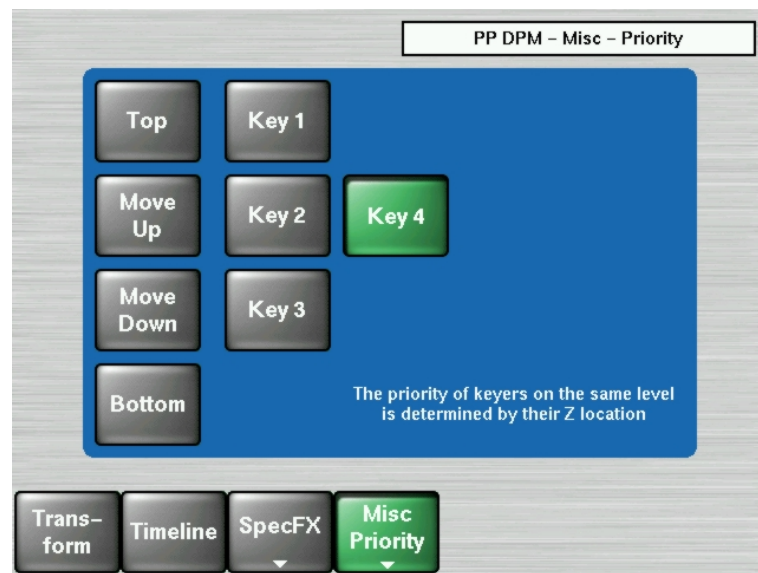 PP DPM – Misc – Priority
Top
Key 1
Move
Up
Key 2
Key 4
Move
Down
Key 3
Bottom
The priority of keyers on the same level
is determined by their Z location
Trans–
form
Timeline
SpecFX
Misc
Priority